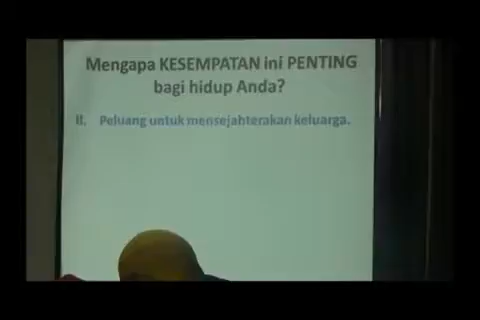 Mengapa KESEMPATAN ini PENTING
bagi hidup Anda?
II. Peluang untuk mensejahterakan keluarga.